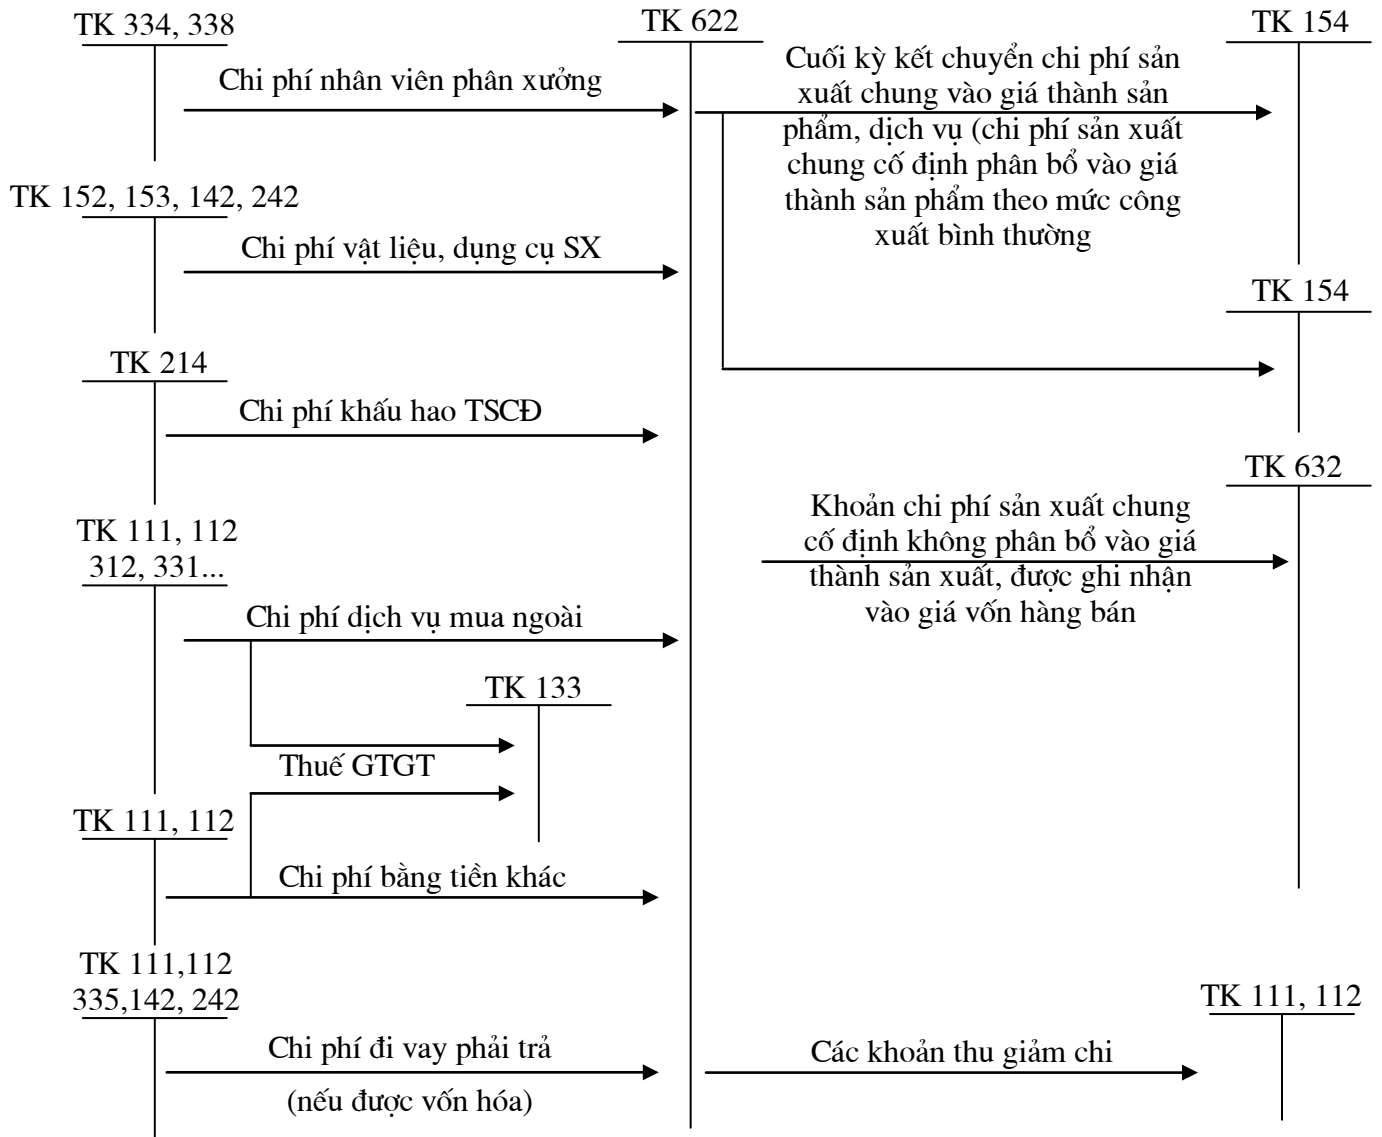 TK 334, 338
TK 622
TK 154
Chi phí nhân viên phân xưởng
Cuối kỳ kết chuyển chi phí sản
xuất chung vào giá thành sản
phẩm, dịch vụ (chi phí sản xuất
chung cố định phân bổ vào giá
thành sản phẩm theo mức công
xuất bình thường
TK 152, 153, 142, 242
Chi phí vật liệu, dụng cụ SX
TK 154
TK 214
Chi phí khấu hao TSCĐ
TK 632
Khoản chi phí sản xuất chung
cố định không phân bổ vào giá
thành sản xuất, được ghi nhận
vào giá vốn hàng bán
TK 111, 112
312, 331...
Chi phí dịch vụ mua ngoài
TK 133
Thuế GTGT
TK 111, 112
Chi phí bằng tiền khác
TK 111,112
335,142, 242
Chi phí đi vay phải trả
(nếu được vốn hóa)
Các khoản thu giảm chi
TK 111, 112